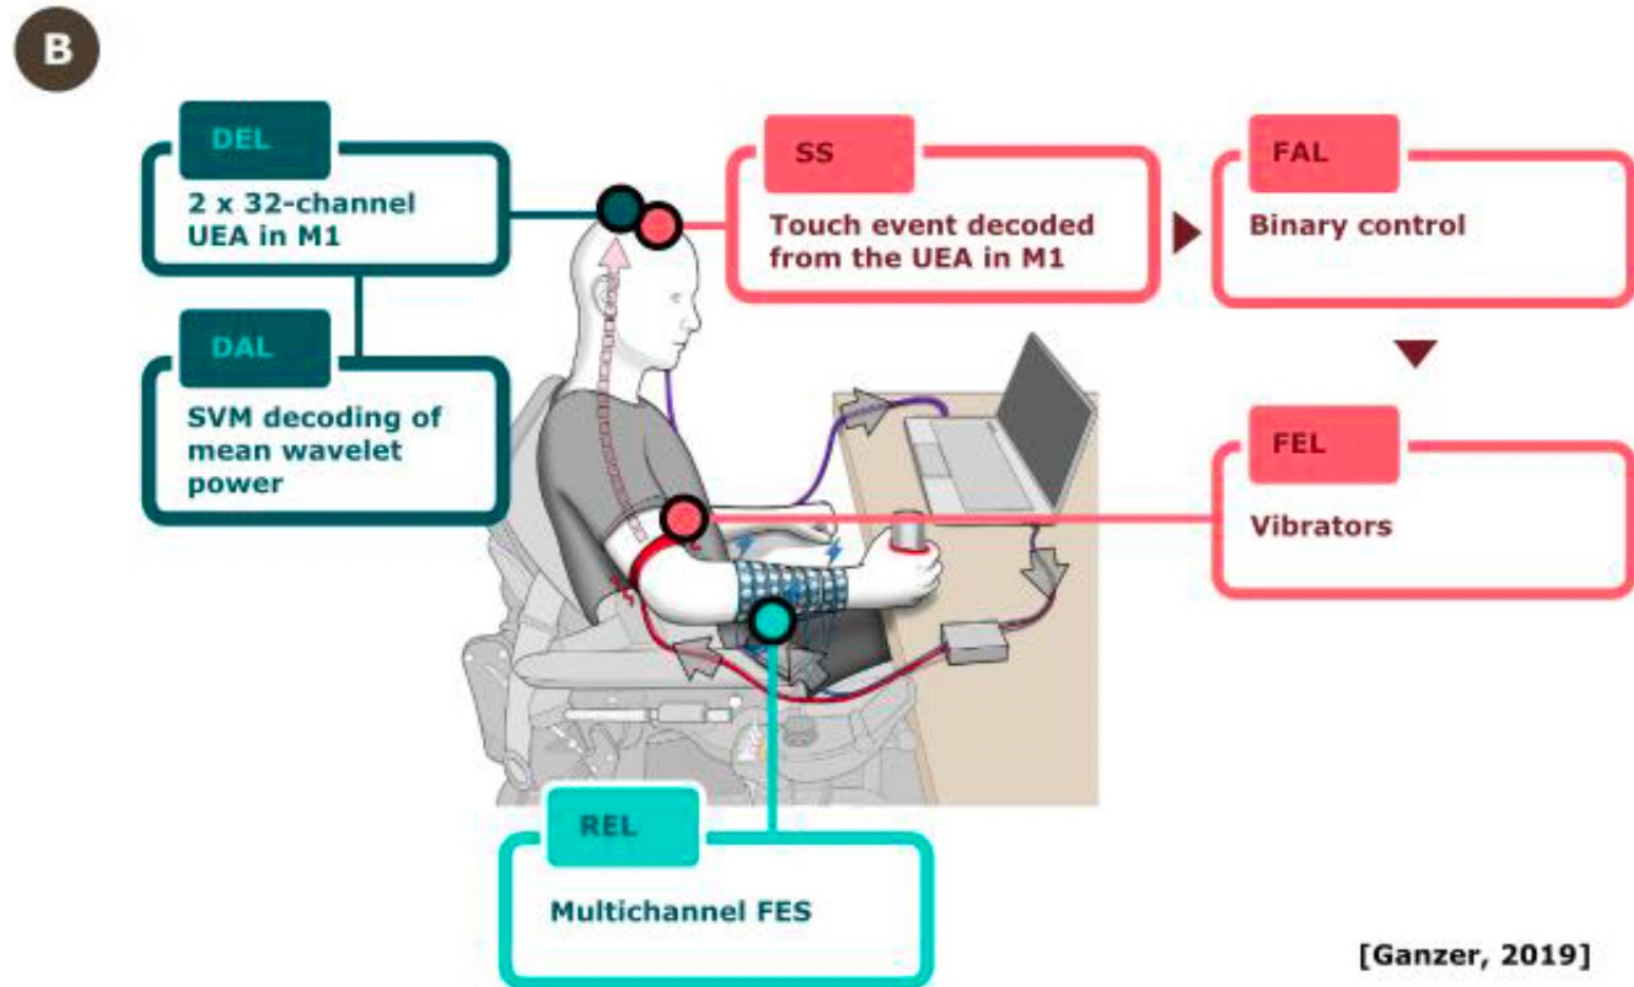 B
DEL
2 x 32-channel
UEA in M1
DAL
SVM decoding of
mean wavelet
power
SS
Touch event decoded
from the UEA in M1
FAL
Binary control
FEL
Vibrators
REL
Multichannel FES
[Ganzer, 2019]